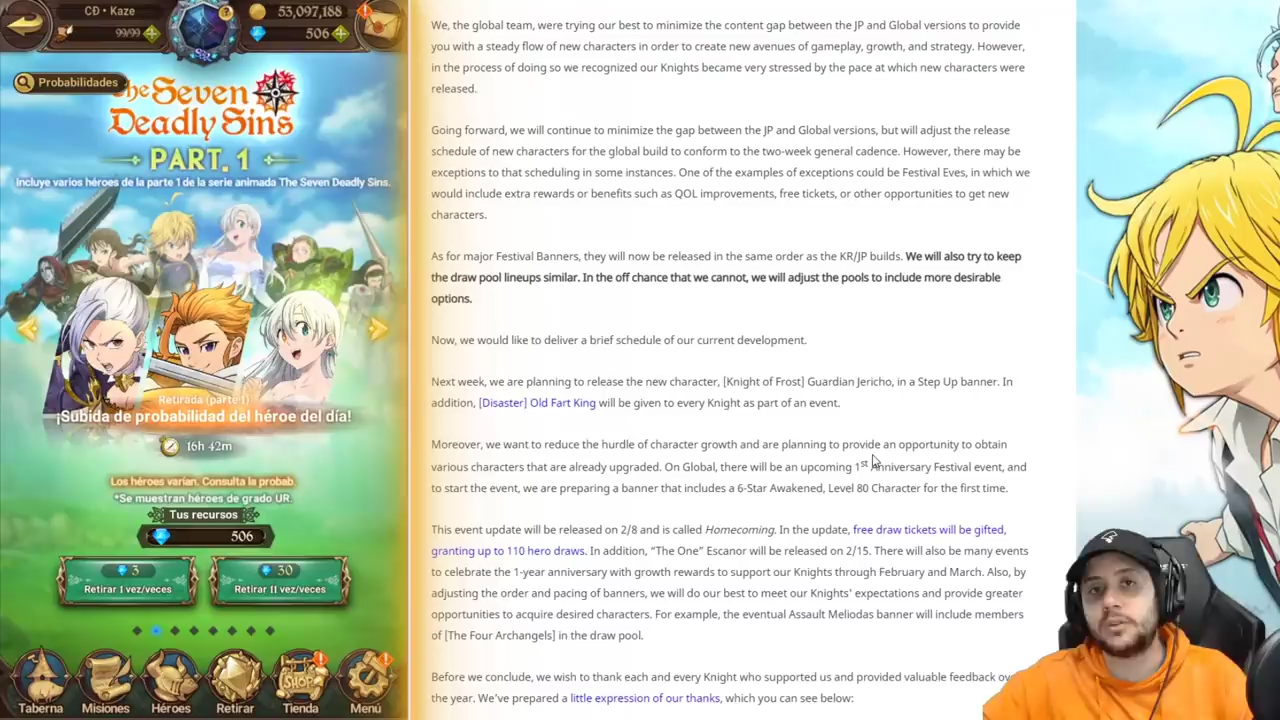 CĐ • Kaze
99/99
53,097,188
506
Probabilidades
The Seven
Deadly Sins
PART. 1
Incluye varios héroes de la parte 1 de la serie animada The Seven Deadly Sins.
Retirada (parte 1)
¡Subida de probabilidad del héroe del día!
16h 42m
Los héroes varían. Consulta la probab.
*Se muestran héroes de grado UR.
Tus recursos
506
3
Retirar I vez/veces
30
Retirar II vez/veces
Taberna
Misiones
Héroes
Retirar
SHOP
Tienda
Menú
We, the global team, were trying our best to minimize the content gap between the JP and Global versions to provide
you with a steady flow of new characters in order to create new avenues of gameplay, growth, and strategy. However,
in the process of doing so we recognized our Knights became very stressed by the pace at which new characters were
released.
Going forward, we will continue to minimize the gap between the JP and Global versions, but will adjust the release
schedule of new characters for the global build to conform to the two-week general cadence. However, there may be
exceptions to that scheduling in some instances. One of the examples of exceptions could be Festival Eves, in which we
would include extra rewards or benefits such as QOL improvements, free tickets, or other opportunities to get new
characters.
As for major Festival Banners, they will now be released in the same order as the KR/JP builds. We will also try to keep
the draw pool lineups similar. In the off chance that we cannot, we will adjust the pools to include more desirable
options.
Now, we would like to deliver a brief schedule of our current development.
Next week, we are planning to release the new character, [Knight of Frost] Guardian Jericho, in a Step Up banner. In
addition, [Disaster] Old Fart King will be given to every Knight as part of an event.
Moreover, we want to reduce the hurdle of character growth and are planning to provide an opportunity to obtain
various characters that are already upgraded. On Global, there will be an upcoming 1st Anniversary Festival event, and
to start the event, we are preparing a banner that includes a 6-Star Awakened, Level 80 Character for the first time.
This event update will be released on 2/8 and is called Homecoming. In the update, free draw tickets will be gifted,
granting up to 110 hero draws. In addition, “The One” Escanor will be released on 2/15. There will also be many events
to celebrate the 1-year anniversary with growth rewards to support our Knights through February and March. Also, by
adjusting the order and pacing of banners, we will do our best to meet our Knights' expectations and provide greater
opportunities to acquire desired characters. For example, the eventual Assault Meliodas banner will include members
of [The Four Archangels] in the draw pool.
Before we conclude, we wish to thank each and every Knight who supported us and provided valuable feedback
the year. We've prepared a little expression of our thanks, which you can see below: